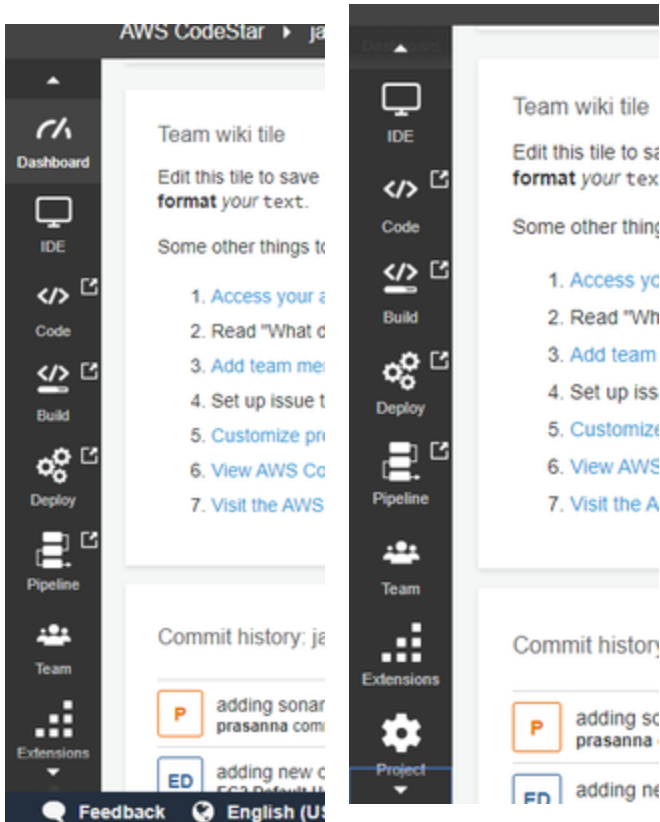 AWS CodeStar ▸ ja
Dashboard
IDE
Code
Build
Deploy
Pipeline
Team
Extensions
Team wiki tile
Edit this tile to save
format your text.
Some other things to
1. Access your a
2. Read "What d
3. Add team me
4. Set up issue t
5. Customize pr
6. View AWS Co
7. Visit the AWS
Commit history: ja
P
adding sonar
prasanna com
ED
adding new c
EC2 Default U
Feedback
English (US
Dashboard
IDE
Code
Build
Deploy
Pipeline
Team
Extensions
Project
Team wiki tile
Edit this tile to sa
format your tex
Some other thing
1. Access yo
2. Read "Wh
3. Add team
4. Set up iss
5. Customize
6. View AWS
7. Visit the A
Commit history
P
adding so
prasanna
ED
adding ne